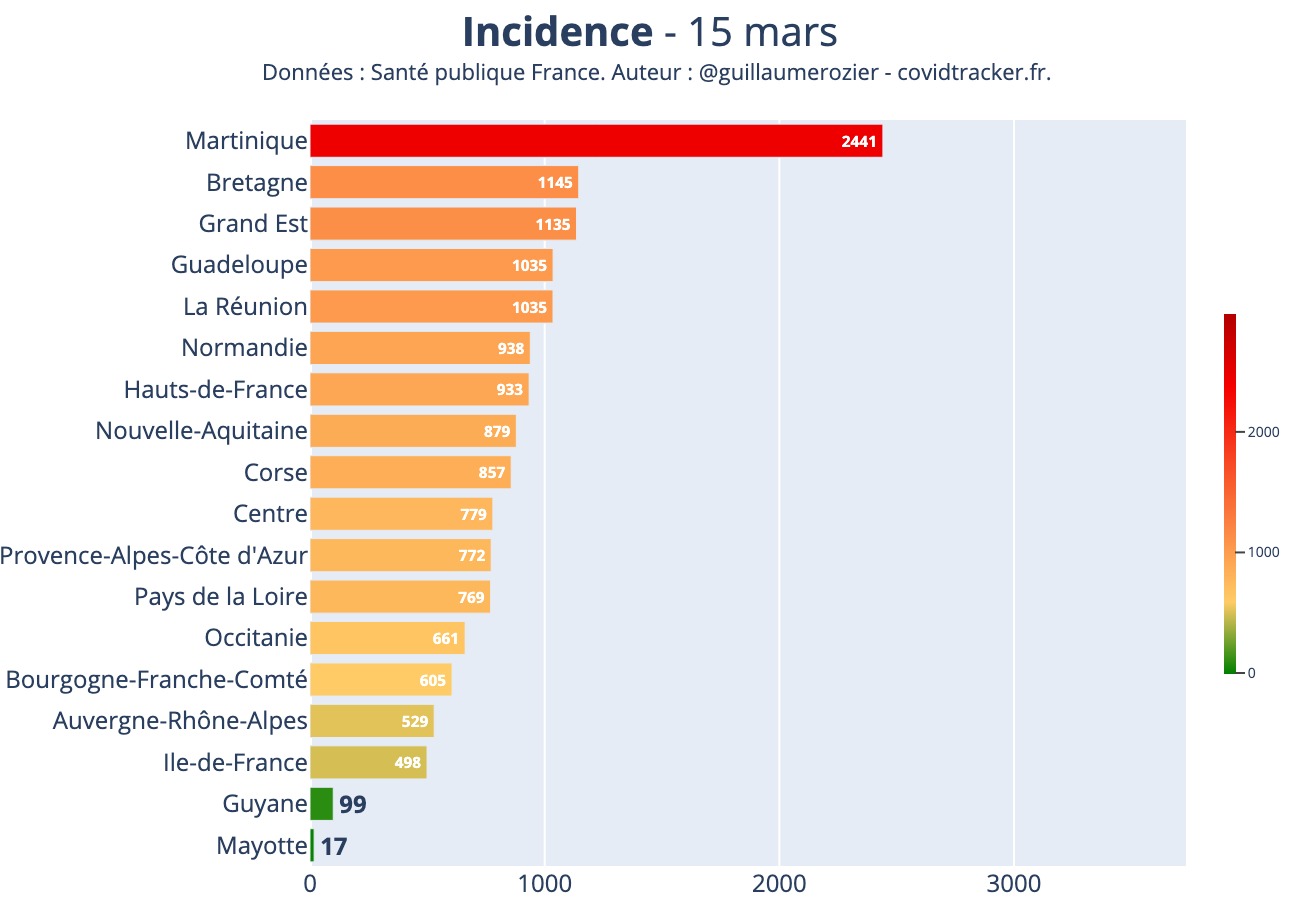 Incidence - 15 mars
Données : Santé publique France. Auteur : @guillaumerozier - covidtracker.fr.
Martinique 2441
Bretagne 1145
Grand Est 1135
Guadeloupe 1035
La Réunion 1035
Normandie 938
Hauts-de-France 933
Nouvelle-Aquitaine 879
Corse 857
Centre 779
Provence-Alpes-Côte d'Azur 772
Pays de la Loire 769
Occitanie 661
Bourgogne-Franche-Comté 605
Auvergne-Rhône-Alpes 529
Ile-de-France 498
Guyane 99
Mayotte 17
0 1000 2000 3000
2000
1000
0